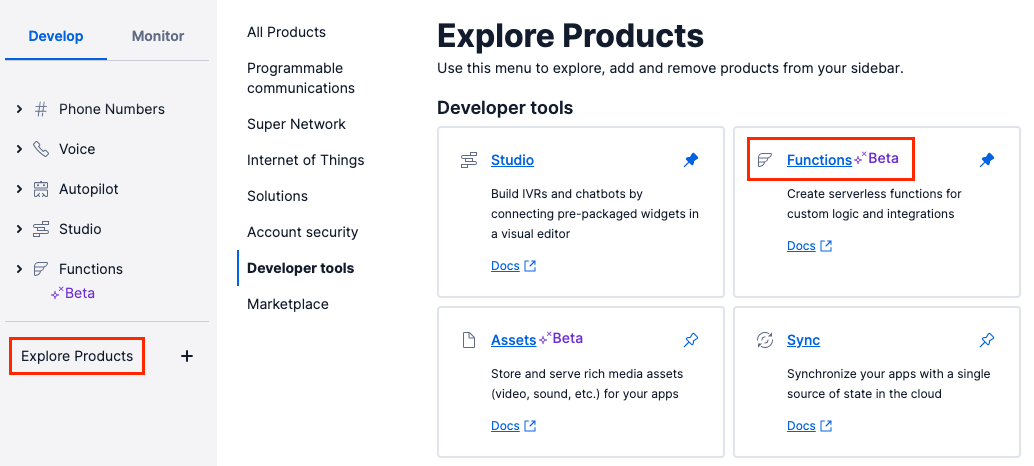 Develop
Monitor
Phone Numbers
Voice
Autopilot
Studio
Functions
Beta
Explore Products
+
All Products
Programmable
communications
Super Network
Internet of Things
Solutions
Account security
Developer tools
Marketplace
Explore Products
Use this menu to explore, add and remove products from your sidebar.
Developer tools
Studio
Build IVRs and chatbots by
connecting pre-packaged widgets in
a visual editor
Docs
Functions Beta
Create serverless functions for
custom logic and integrations
Docs
Assets Beta
Store and serve rich media assets
(video, sound, etc.) for your apps
Docs
Sync
Synchronize your apps with a single
source of state in the cloud
Docs